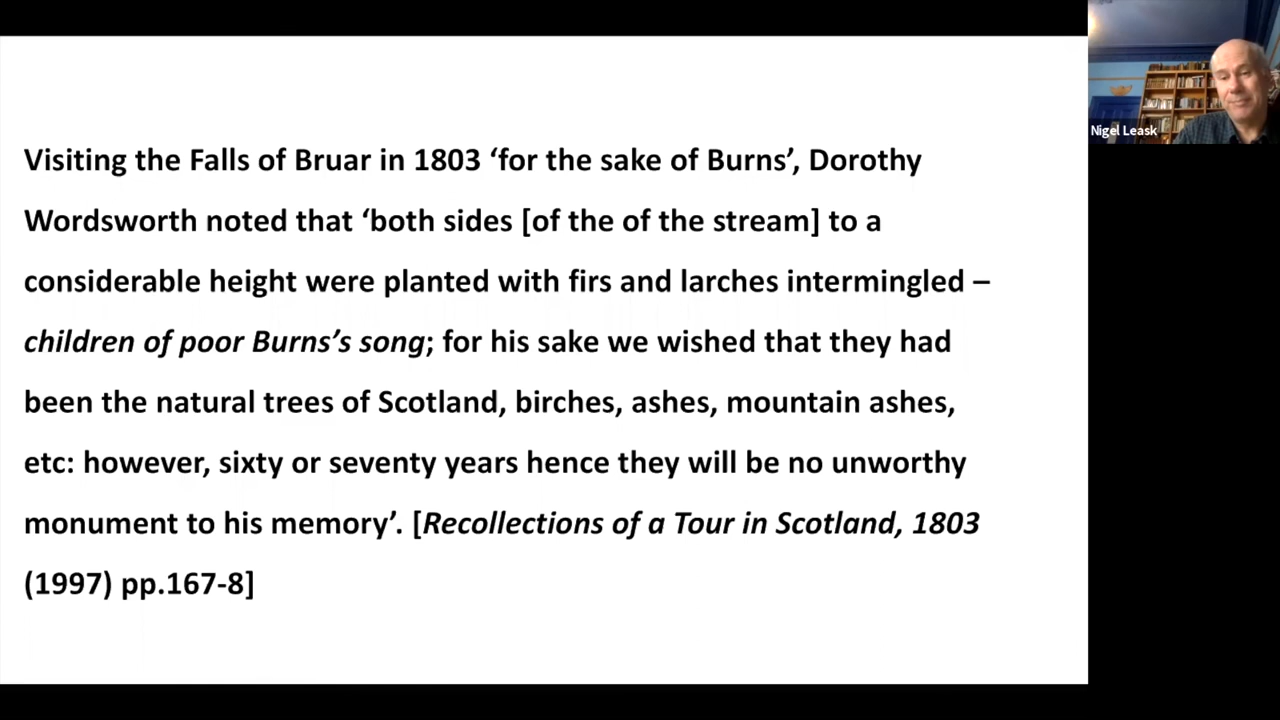 Visiting the Falls of Bruar in 1803 ‘for the sake of Burns’, Dorothy
Wordsworth noted that ‘both sides [of the of the stream] to a
considerable height were planted with firs and larches intermingled –
children of poor Burns’s song; for his sake we wished that they had
been the natural trees of Scotland, birches, ashes, mountain ashes,
etc: however, sixty or seventy years hence they will be no unworthy
monument to his memory’. [Recollections of a Tour in Scotland, 1803
(1997) pp.167-8]
Nigel Leask